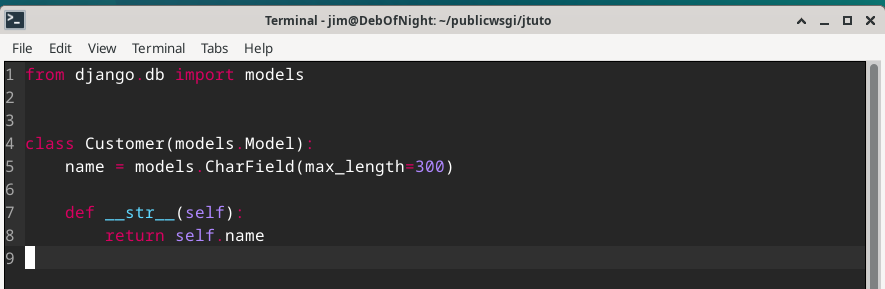 Terminal - jim@DebOfNight: ~/publicwsgi/jtuto
File Edit View Terminal Tabs Help
1 from django.db import models
2
3
4 class Customer(models.Model):
5     name = models.CharField(max_length=300)
6
7     def __str__(self):
8         return self.name
9